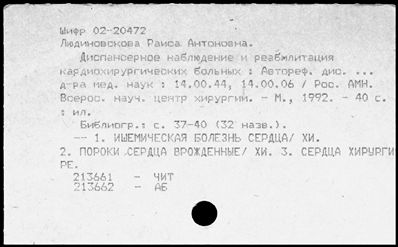 Шифр 02-20472
Людиновскова Раиса Антоновна.
Диспансерное наблюдение и реабилитация
кардиохирургических больных : Автореф. дис. ...
д-ра мед. наук : 14.00.44, 14.00.06 / Рос. АМН.
Всерос. науч. центр хирургии. - М., 1992. - 40 с.
: ил.
Библиогр.: с. 37-40 (32 назв.).
-- 1. ИШЕМИЧЕСКАЯ БОЛЕЗНЬ СЕРДЦА/ ХИ.
2. ПОРОКИ СЕРДЦА ВРОЖДЕННЫЕ/ ХИ. 3. СЕРДЦА ХИРУРГИ
РЕ.
213661 - ЧИТ
213662 - АБ